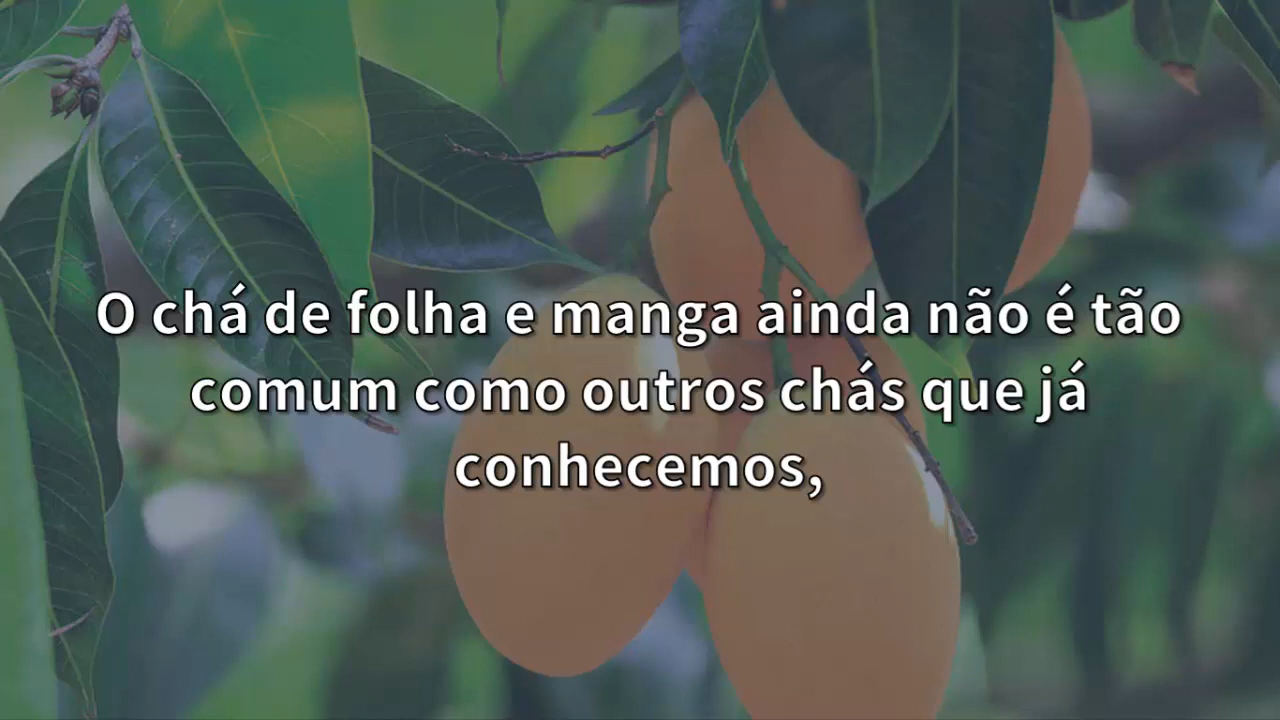 O chá de folha e manga ainda não é tão
comum como outros chás que já
conhecemos,